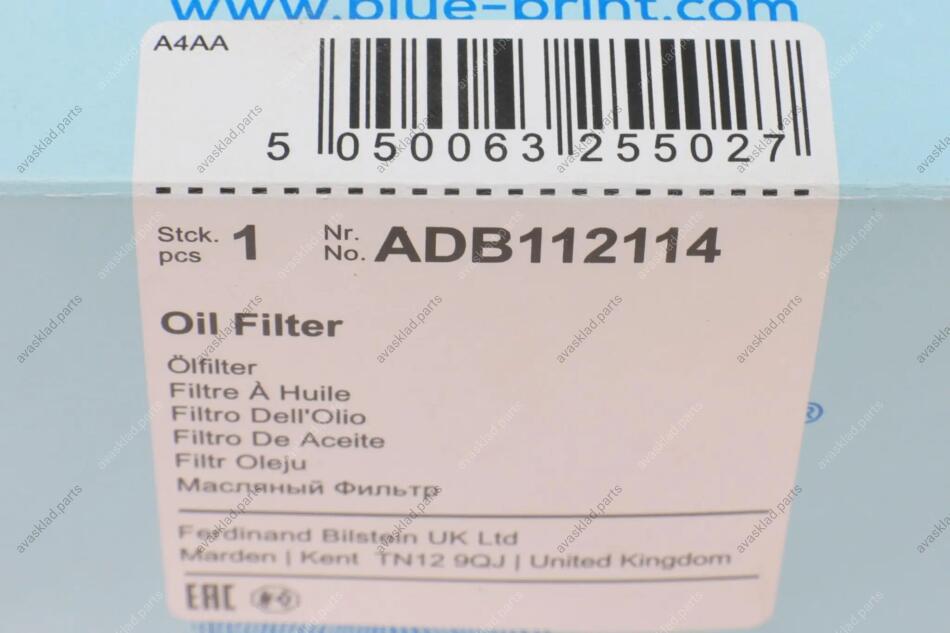 www.blue-print.com
A4AA
5 050063 255027
Stck. 1 Nr. ADB112114
pcs No.
Oil Filter
Ölfilter
Filtre À Huile
Filtro Dell'Olio
Filtro De Aceite
Filtr Oleju
Масляный Фильтр
Ferdinand Bilstein UK Ltd
Marden | Kent TN12 9QJ | United Kingdom
EAC
avasklad.parts